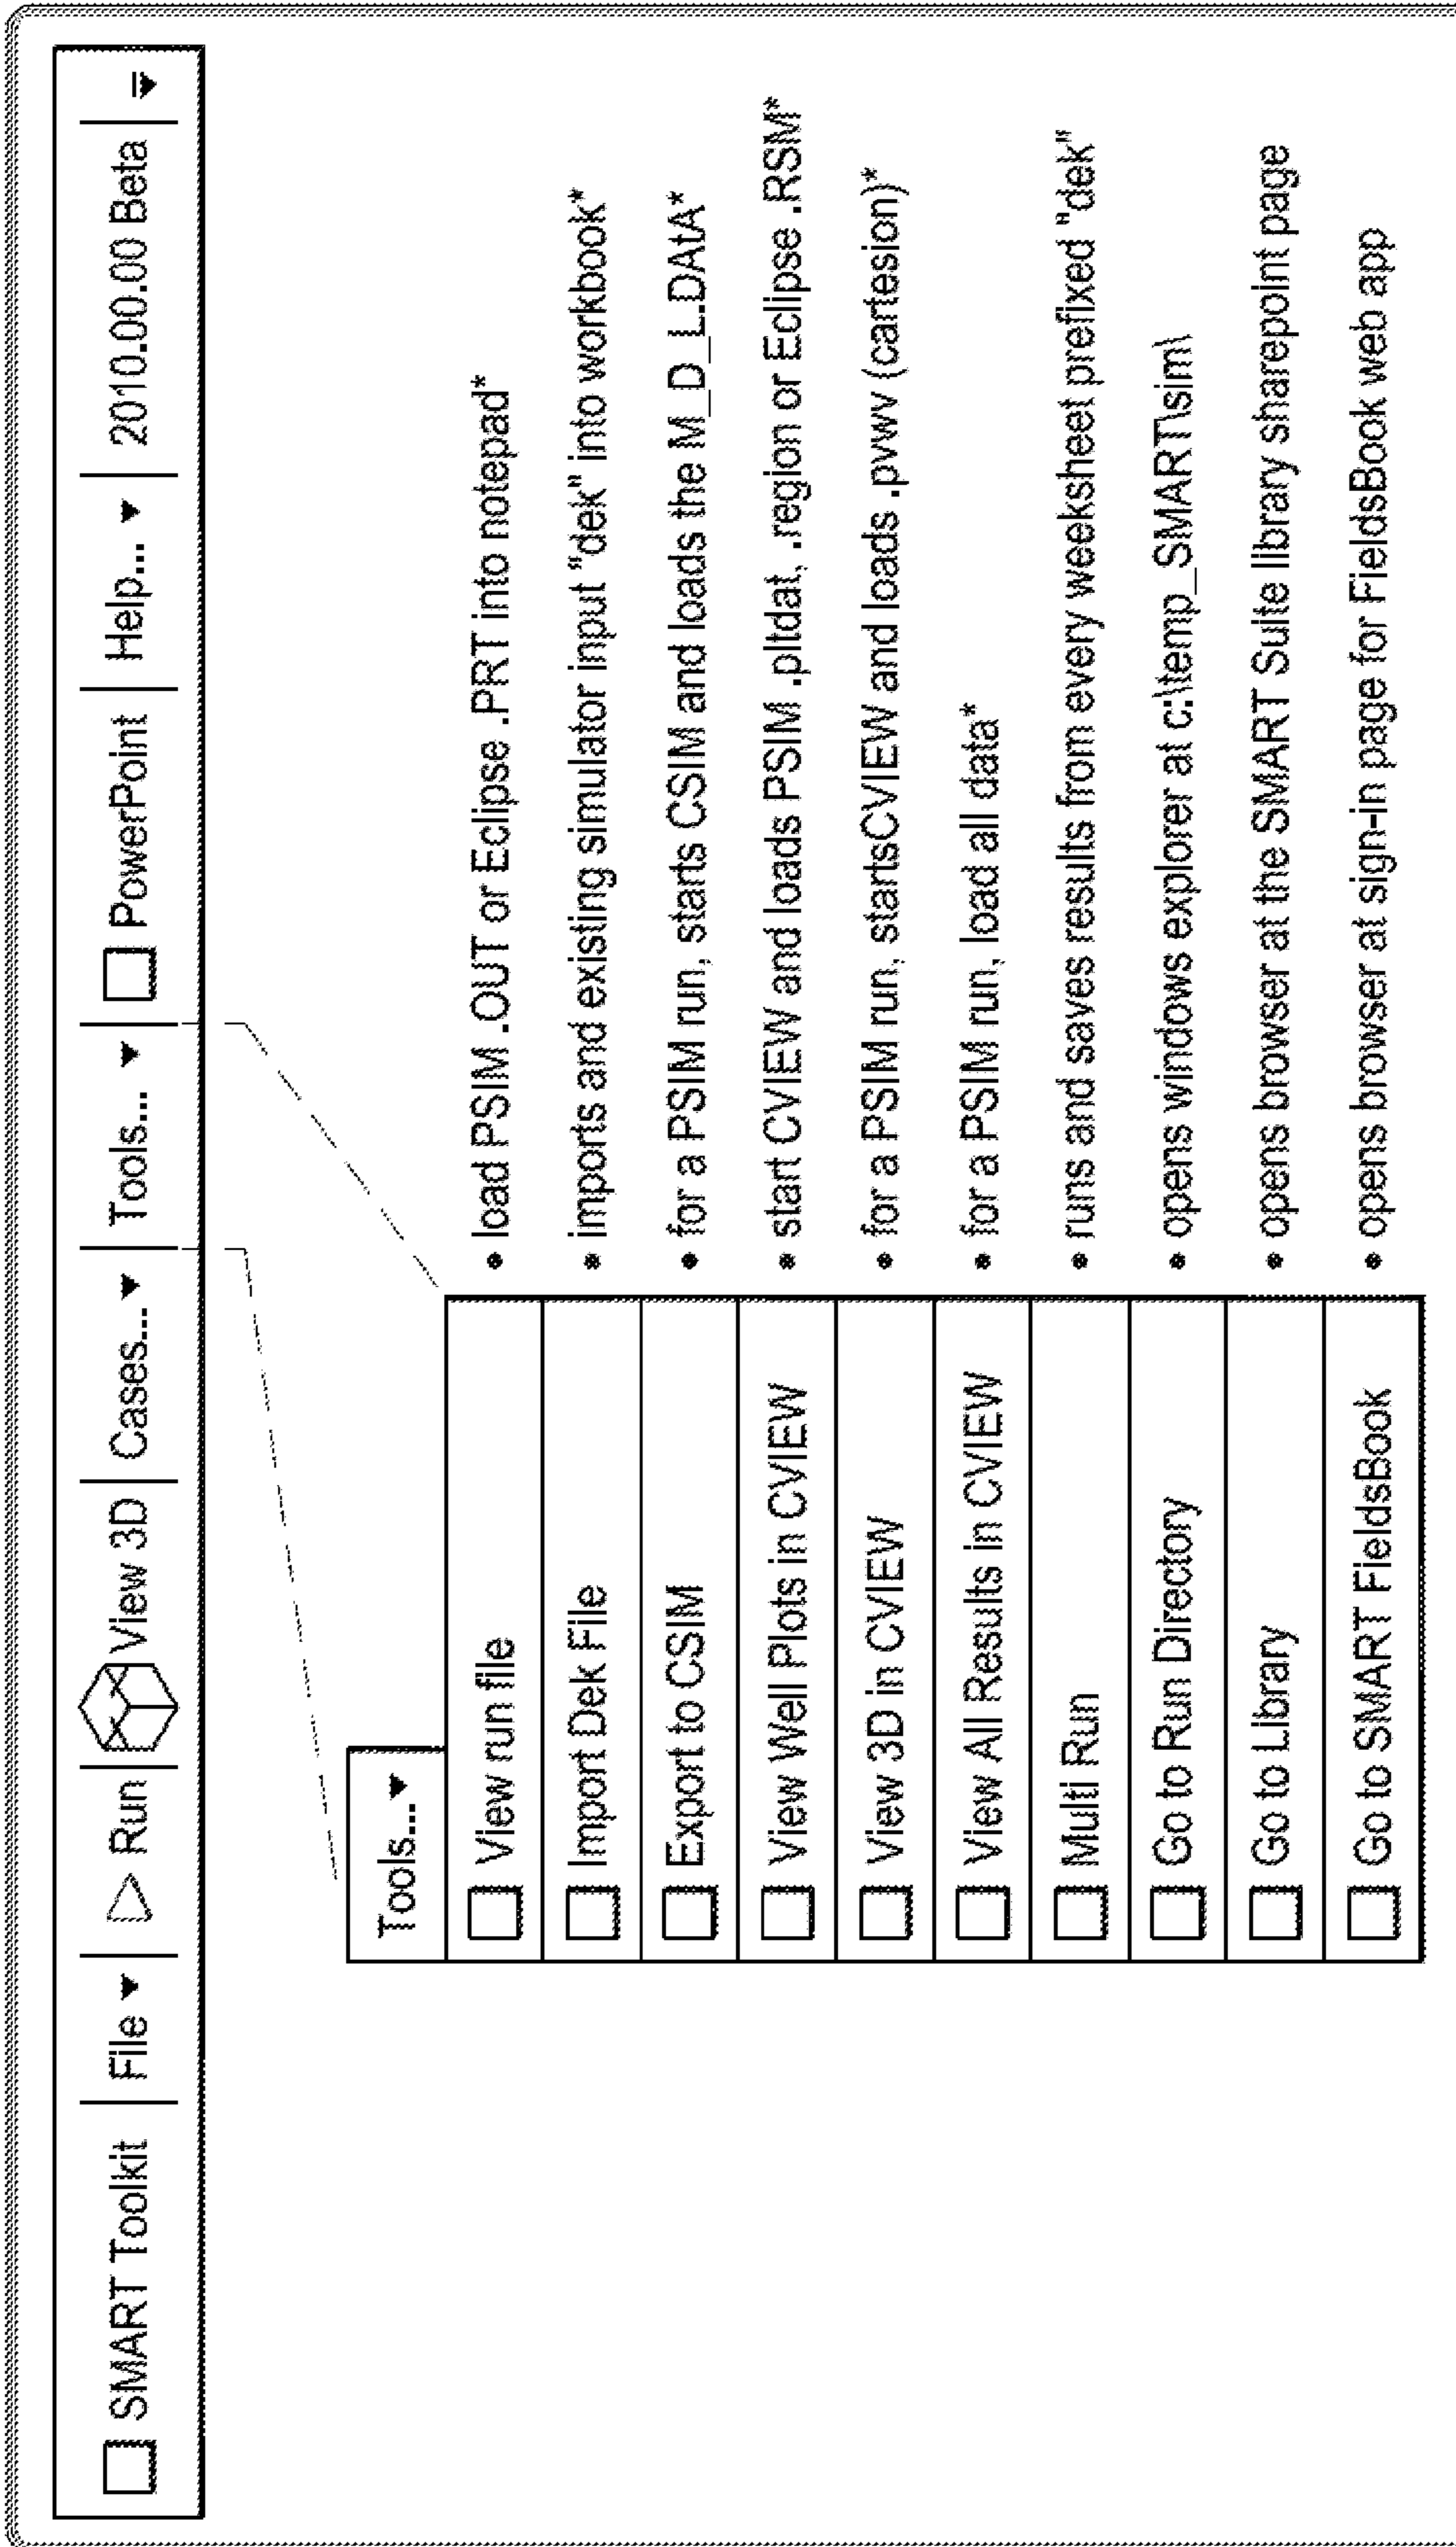 SMART Toolkit File Run View 3D Cases... Tools... PowerPoint Help... 2010.00.00 Beta
Tools...
View run file • load PSIM .OUT or Eclipse .PRT into notepad*
Import Dek File • imports and existing simulator input "dek" into workbook*
Export to CSIM • for a PSIM run, starts CSIM and loads the M_D_L.DAtA*
View Well Plots in CVIEW • start CVIEW and loads PSIM .pltdat, .region or Eclipse .RSM*
View 3D in CVIEW • for a PSIM run, startsCVIEW and loads .pvwv (cartesion)*
View All Results in CVIEW • for a PSIM run, load all data*
Multi Run • runs and saves results from every weeksheet prefixed "dek"
Go to Run Directory • opens windows explorer at c:\temp_SMART\sim\
Go to Library • opens browser at the SMART Suite library sharepoint page
Go to SMART FieldsBook • opens browser at sign-in page for FieldsBook web app